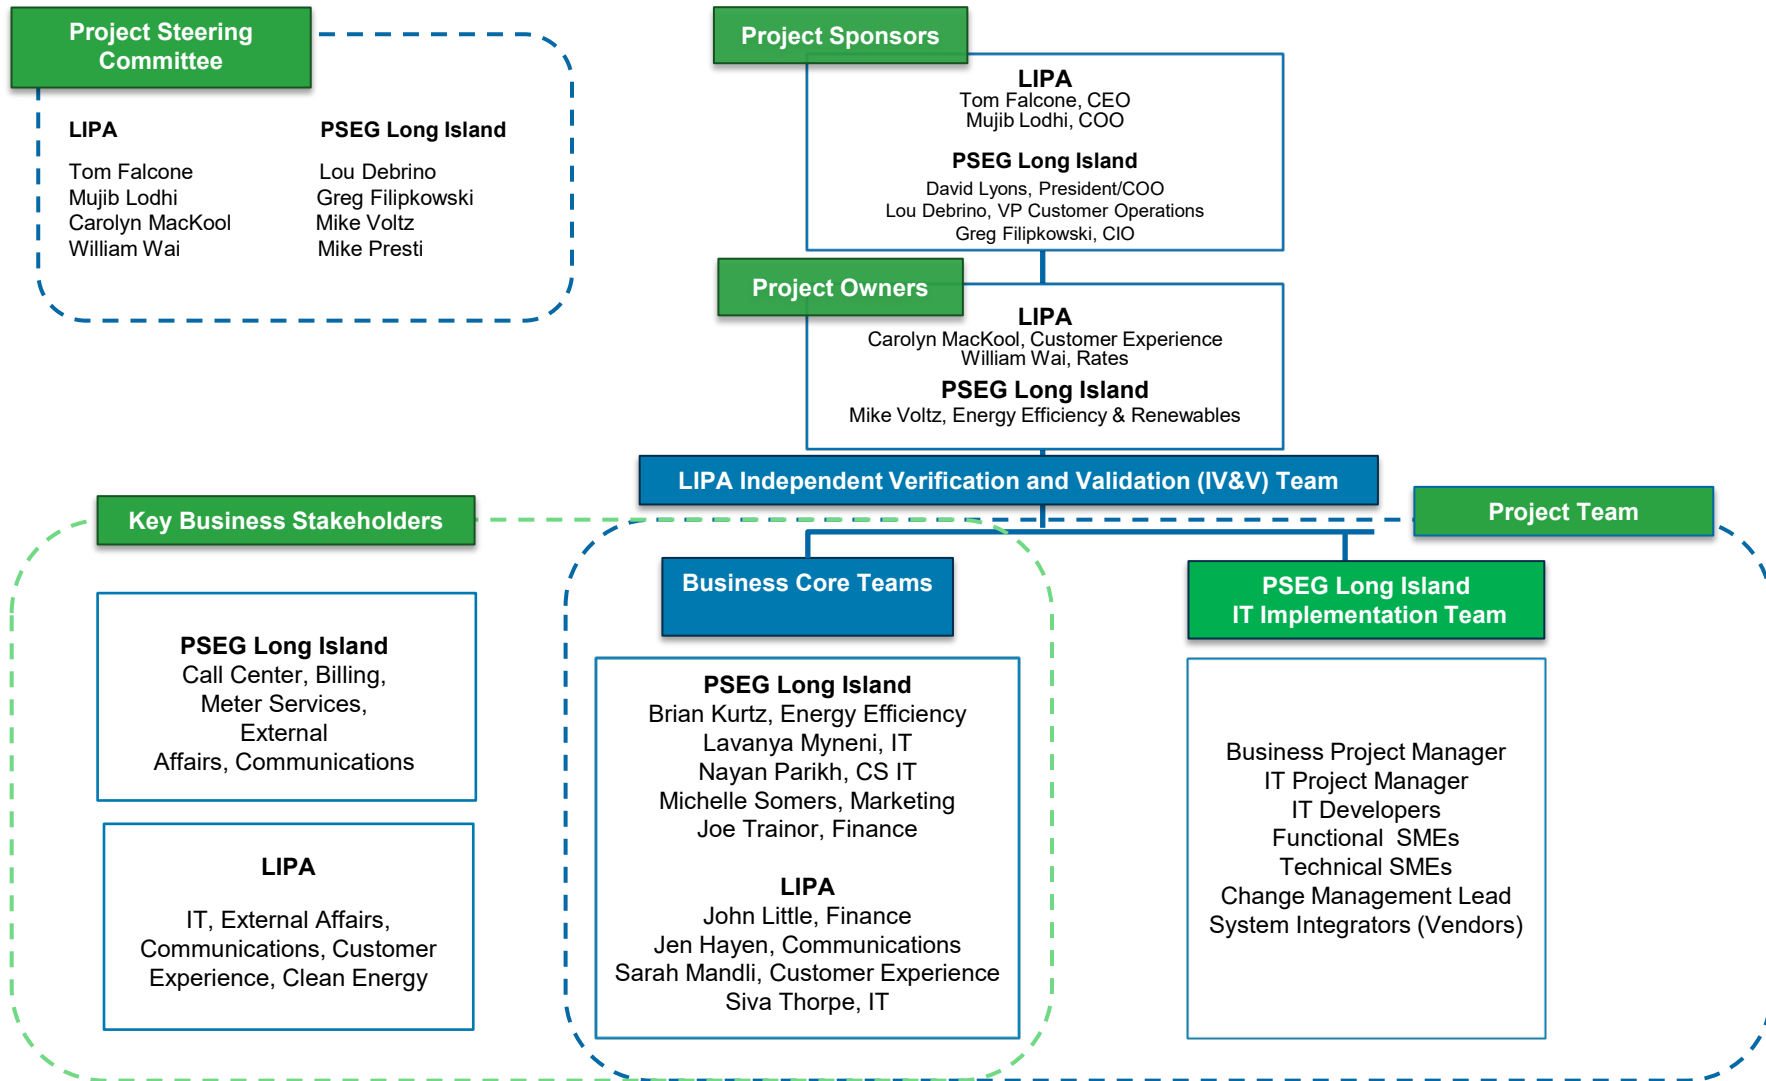 Project Steering
Committee
LIPA
Tom Falcone
Mujib Lodhi
Carolyn MacKool
William Wai
PSEG Long Island
Lou Debrino
Greg Filipkowski
Mike Voltz
Mike Presti
Project Sponsors
LIPA
Tom Falcone, CEO
Mujib Lodhi, COO
PSEG Long Island
David Lyons, President/COO
Lou Debrino, VP Customer Operations
Greg Filipkowski, CIO
Project Owners
LIPA
Carolyn MacKool, Customer Experience
William Wai, Rates
PSEG Long Island
Mike Voltz, Energy Efficiency & Renewables
LIPA Independent Verification and Validation (IV&V) Team
Key Business Stakeholders
PSEG Long Island
Call Center, Billing,
Meter Services,
External
Affairs, Communications
LIPA
IT, External Affairs,
Communications, Customer
Experience, Clean Energy
Project Team
Business Core Teams
PSEG Long Island
Brian Kurtz, Energy Efficiency
Lavanya Myneni, IT
Nayan Parikh, CS IT
Michelle Somers, Marketing
Joe Trainor, Finance
LIPA
John Little, Finance
Jen Hayen, Communications
Sarah Mandli, Customer Experience
Siva Thorpe, IT
PSEG Long Island
IT Implementation Team
Business Project Manager
IT Project Manager
IT Developers
Functional SMEs
Technical SMEs
Change Management Lead
System Integrators (Vendors)